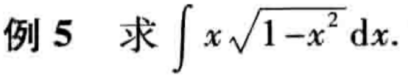 例 5 求 ∫ x√(1-x²) dx.